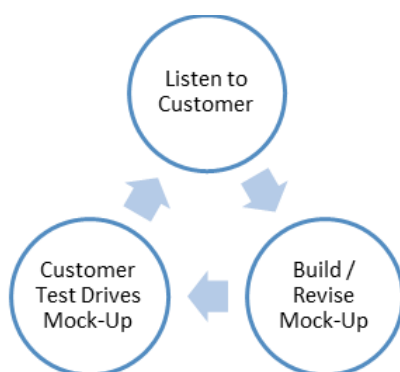 Listen to
Customer
Build /
Revise
Mock-Up
Customer
Test Drives
Mock-Up